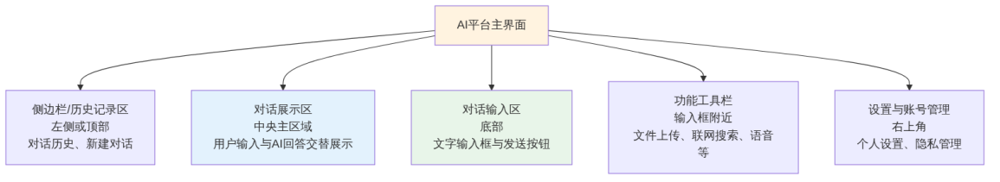 AI平台主界面
侧边栏/历史记录区
左侧或顶部
对话历史、新建对话
对话展示区
中央主区域
用户输入与AI回答交替展示
对话输入区
底部
文字输入框与发送按钮
功能工具栏
输入框附近
文件上传、联网搜索、语音
等
设置与账号管理
右上角
个人设置、隐私管理